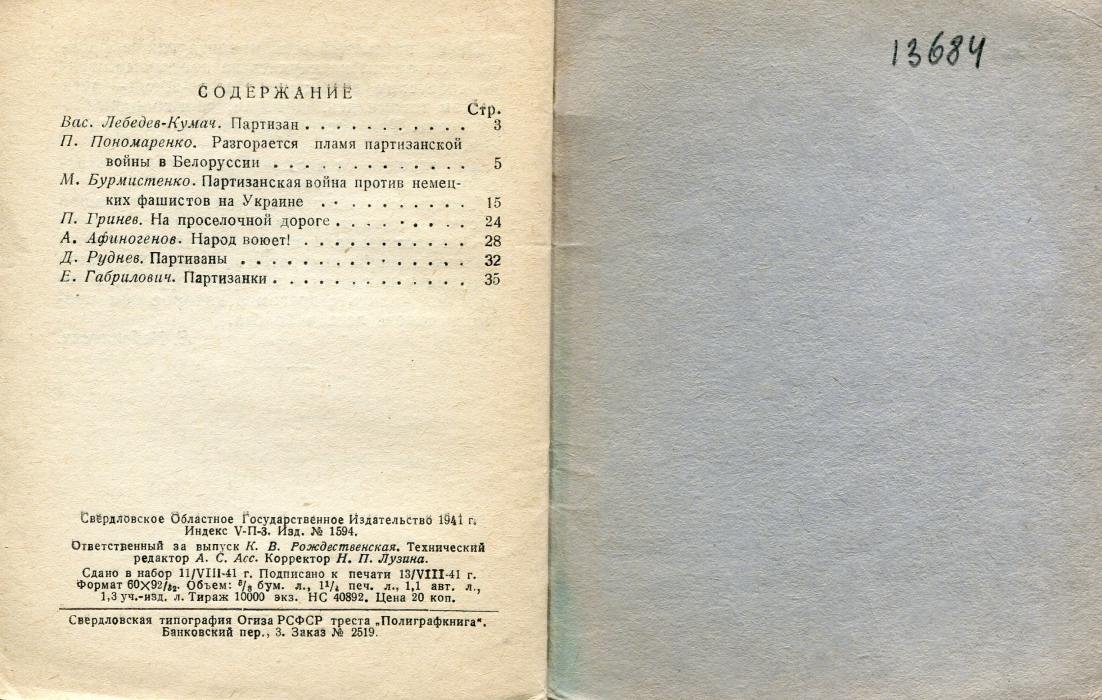 СОДЕРЖАНИЕ
Стр.
Вас. Лебедев-Кумач. Партизан . . . . . . . . . . . 3
П. Пономаренко. Разгорается пламя партизанской
войны в Белоруссии . . . . . . . . . . . . . 5
М. Бурмистенко. Партизанская война против немец-
ких фашистов на Украине . . . . . . . . . . 15
П. Гринев. На проселочной дороге . . . . . . . . 24
А. Афиногенов. Народ воюет! . . . . . . . . . . . 28
Д. Руднев. Партизаны . . . . . . . . . . . . . . 32
Е. Габрилович. Партизанки . . . . . . . . . . . . . 35
Свердловское Областное Государственное Издательство 1941 г.
Индекс V-П-3. Изд. № 1594.
Ответственный за выпуск К. В. Рождественская. Технический
редактор А. С. Асс. Корректор Н. П. Лузина.
Сдано в набор 11/VIII-41 г. Подписано к печати 13/VIII-41 г.
Формат 60×92/₃₂. Объем: ⁵/₈ бум. л., 1¹/₄ печ. л., 1,1 авт. л.,
1,3 уч.-изд. л. Тираж 10000 экз. НС 40892. Цена 20 коп.
Свердловская типография Огиза РСФСР треста „Полиграфкнига“.
Банковский пер., 3. Заказ № 2519.
13684